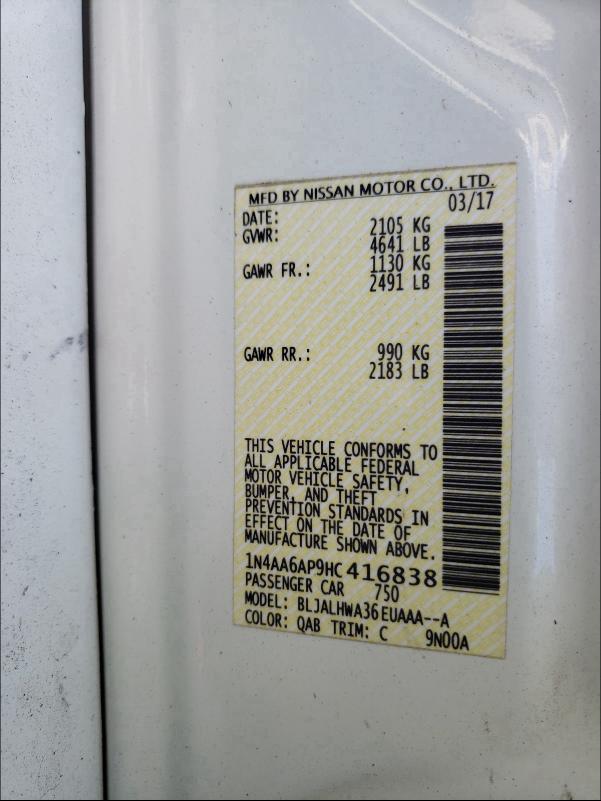 MFD BY NISSAN MOTOR CO., LTD.
DATE: 03/17
GVWR: 2105 KG
4641 LB
GAWR FR.: 1130 KG
2491 LB
GAWR RR.: 990 KG
2183 LB
THIS VEHICLE CONFORMS TO
ALL APPLICABLE FEDERAL
MOTOR VEHICLE SAFETY,
BUMPER, AND THEFT
PREVENTION STANDARDS IN
EFFECT ON THE DATE OF
MANUFACTURE SHOWN ABOVE.
1N4AA6AP9HC 416838
PASSENGER CAR 750
MODEL: BLJALHWA36EUAAA--A
COLOR: QAB TRIM: C 9N00A